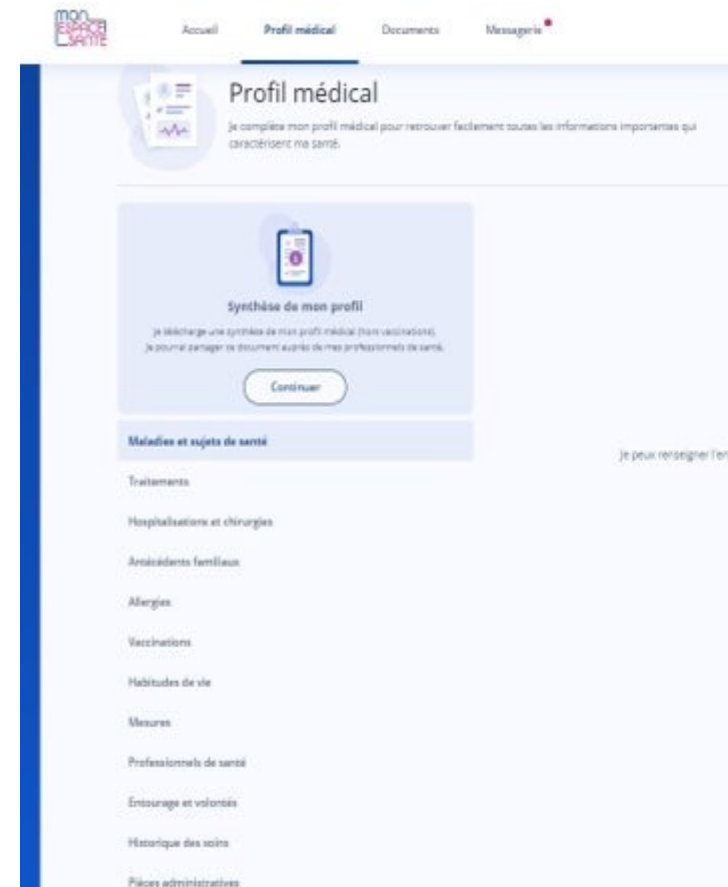 mon
ESPACE
SANTÉ
Accueil
Profil médical
Documents
Messagerie
Profil médical
Je complète mon profil médical pour retrouver facilement toutes les informations importantes qui
caractérisent ma santé.
Synthèse de mon profil
Je télécharge une synthèse de mon profil médical (hors vaccinations).
Je pourrai partager ce document auprès de mes professionnels de santé.
Continuer
Maladies et sujets de santé
Je peux renseigner l'en
Traitements
Hospitalisations et chirurgies
Antécédents familiaux
Allergies
Vaccinations
Habitudes de vie
Mesures
Professionnels de santé
Entourage et volontés
Historique des soins
Pièces administratives